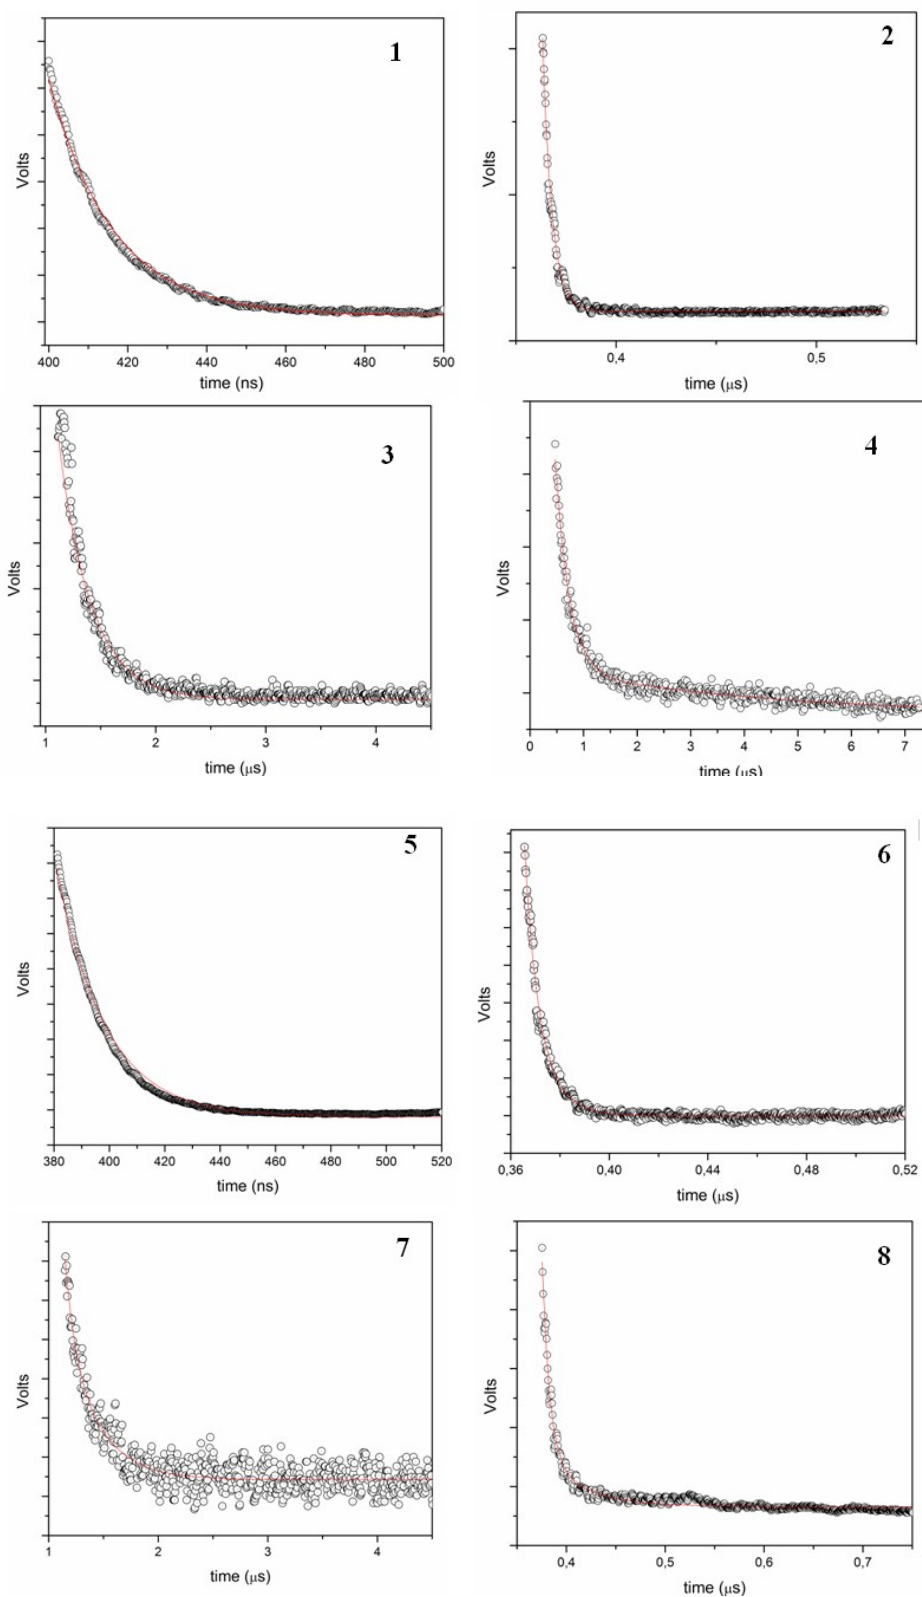 1
Volts
400 420 440 460 480 500
time (ns)
2
Volts
0,4 0,5
time (μs)
3
Volts
1 2 3 4
time (μs)
4
Volts
0 1 2 3 4 5 6 7
time (μs)
5
Volts
380 400 420 440 460 480 500 520
time (ns)
6
Volts
0,36 0,40 0,44 0,48 0,52
time (μs)
7
Volts
1 2 3 4
time (μs)
8
Volts
0,4 0,5 0,6 0,7
time (μs)